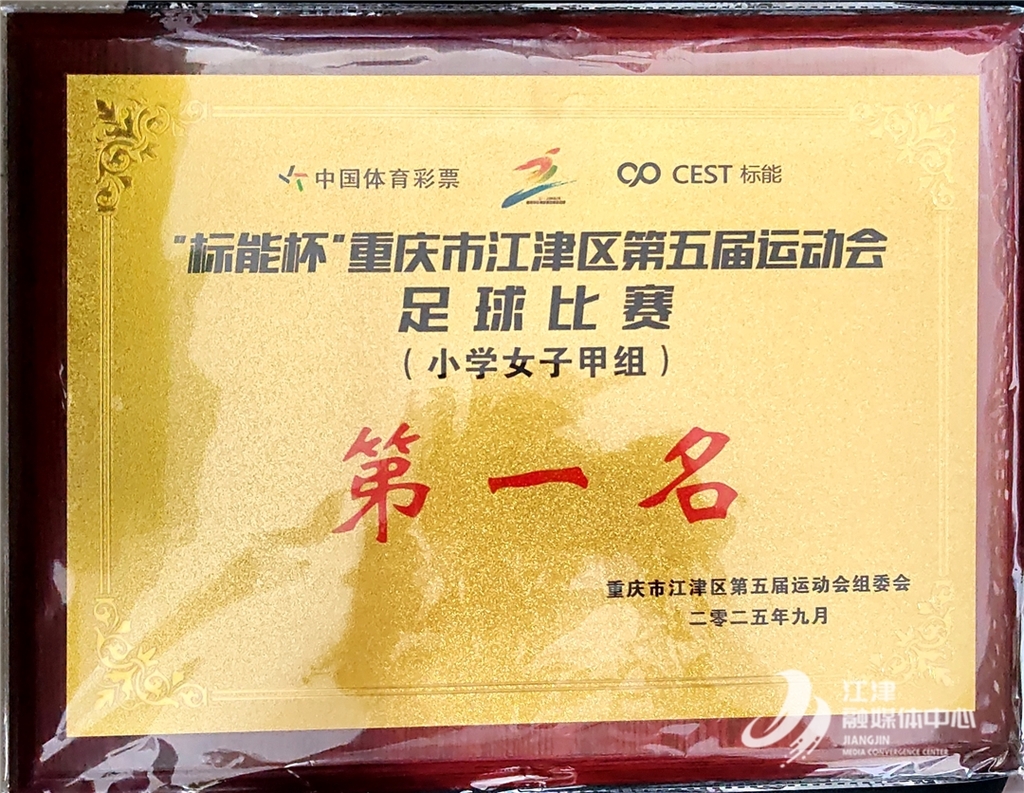 中国体育彩票
CEST 标能
"标能杯"重庆市江津区第五届运动会
足球比赛
（小学女子甲组）
第一名
重庆市江津区第五届运动会组委会
二零二五年九月
江津
融媒体中心
JIANGJIN
MEDIA CONVERGENCE CENTER